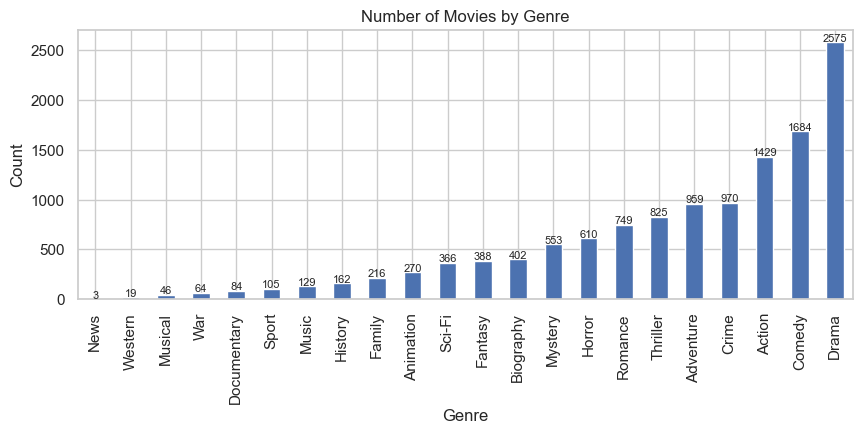 Number of Movies by Genre
Count
2500
2000
1500
1000
500
0
3
19
46
64
84
105
129
162
216
270
366
388
402
553
610
749
825
959
970
1429
1684
2575
News
Western
Musical
War
Documentary
Sport
Music
History
Family
Animation
Sci-Fi
Fantasy
Biography
Mystery
Horror
Romance
Thriller
Adventure
Crime
Action
Comedy
Drama
Genre